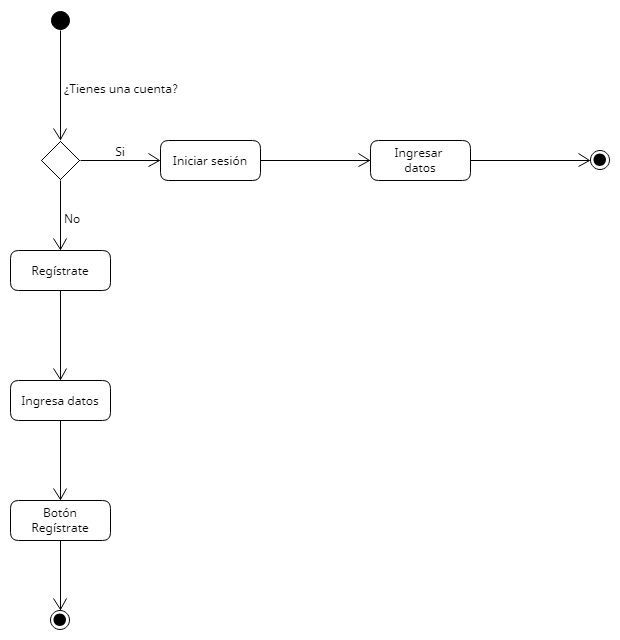 ¿Tienes una cuenta?
Si
Iniciar sesión
Ingresar
datos
No
Regístrate
Ingresa datos
Botón
Regístrate